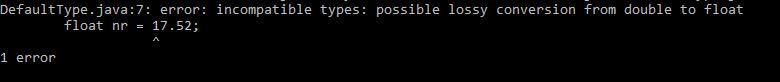 DefaultType.java:7: error: incompatible types: possible lossy conversion from double to float
        float nr = 17.52;
                   ^
1 error